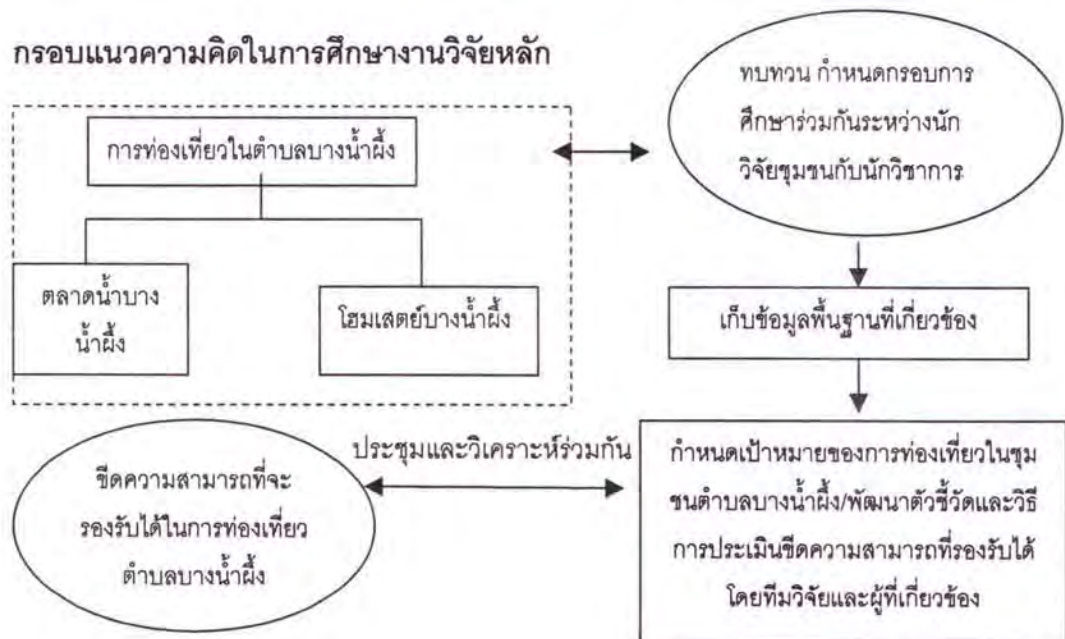 กรอบแนวความคิดในการศึกษางานวิจัยหลัก
การท่องเที่ยวในตำบลบางน้ำผึ้ง
ตลาดน้ำบาง
น้ำผึ้ง
โฮมเสตย์บางน้ำผึ้ง
ทบทวน กำหนดกรอบการ
ศึกษาร่วมกันระหว่างนัก
วิจัยชุมชนกับนักวิชาการ
เก็บข้อมูลพื้นฐานที่เกี่ยวข้อง
กำหนดเป้าหมายของการท่องเที่ยวในชุม
ชนตำบลบางน้ำผึ้ง/พัฒนาตัวชี้วัดและวิธี
การประเมินขีดความสามารถที่รองรับได้
โดยทีมวิจัยและผู้ที่เกี่ยวข้อง
ประชุมและวิเคราะห์ร่วมกัน
ขีดความสามารถที่จะ
รองรับได้ในการท่องเที่ยว
ตำบลบางน้ำผึ้ง